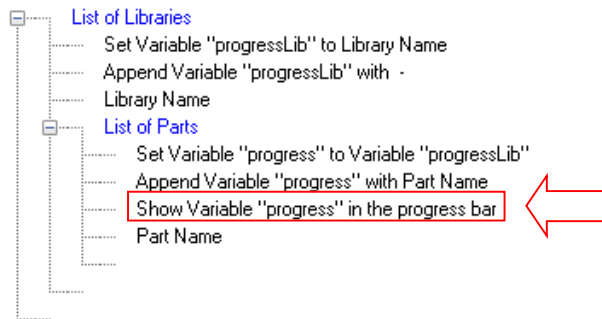 List of Libraries
Set Variable "progressLib" to Library Name
Append Variable "progressLib" with -
Library Name
List of Parts
Set Variable "progress" to Variable "progressLib"
Append Variable "progress" with Part Name
Show Variable "progress" in the progress bar
Part Name